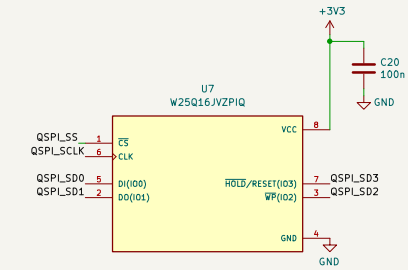 +3V3
C20
100n
GND
U7
W25Q16JVZPIQ
VCC 8
QSPI_SS 1 CS
QSPI_SCLK 6 CLK
QSPI_SD0 5 DI(IO0)
HOLD/RESET(IO3) 7 QSPI_SD3
QSPI_SD1 2 DO(IO1)
WP(IO2) 3 QSPI_SD2
GND 4
GND